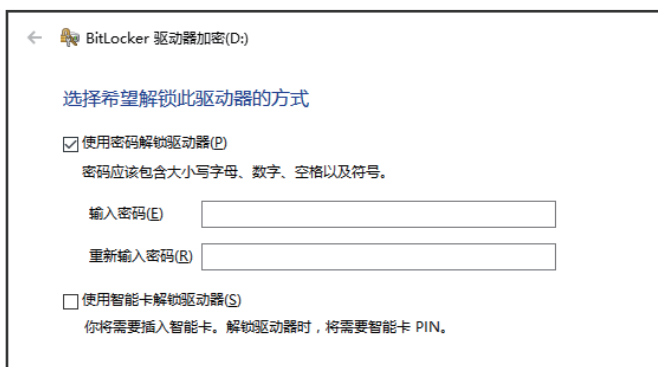 BitLocker 驱动器加密(D:)
选择希望解锁此驱动器的方式
使用密码解锁驱动器(P)
密码应该包含大小写字母、数字、空格以及符号。
输入密码(E)
重新输入密码(R)
使用智能卡解锁驱动器(S)
你将需要插入智能卡。解锁驱动器时，将需要智能卡 PIN。